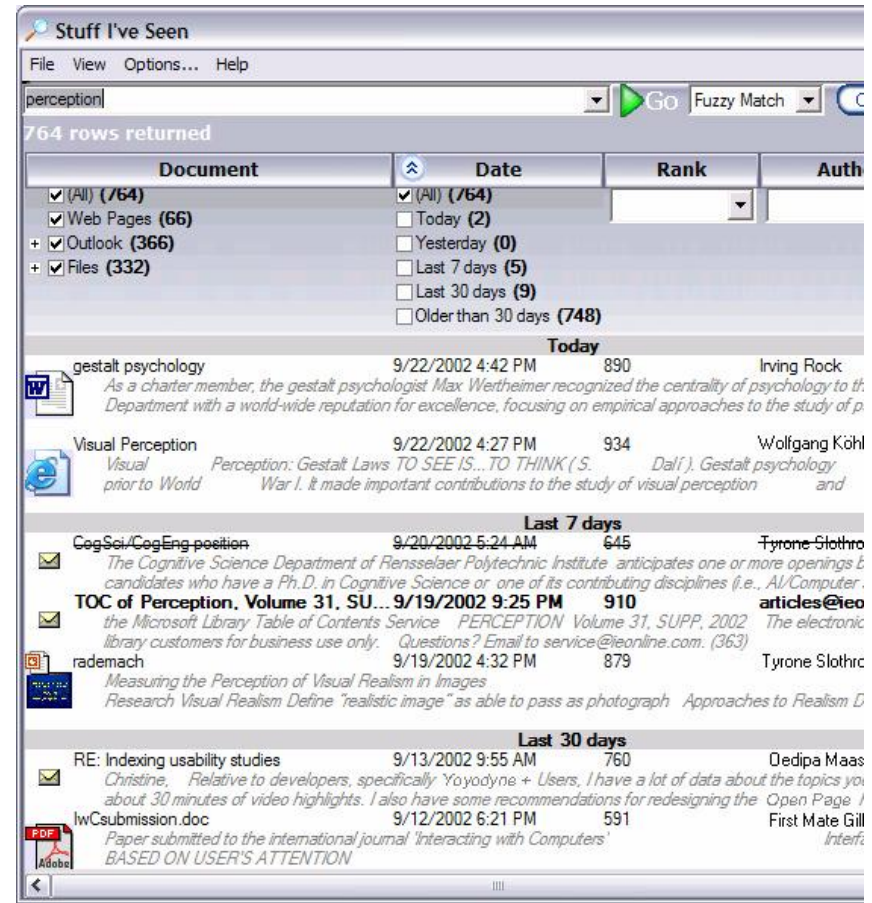 Stuff I've Seen
File View Options... Help
perception Go Fuzzy Match
764 rows returned
Document Date Rank Auth
(All) (764) (All) (764)
Web Pages (66) Today (2)
+ Outlook (366) Yesterday (0)
+ Files (332) Last 7 days (5)
Last 30 days (9)
Older than 30 days (748)
Today
gestalt psychology 9/22/2002 4:42 PM 890 Irving Rock
As a charter member, the gestalt psychologist Max Wertheimer recognized the centrality of psychology to th
Department with a world-wide reputation for excellence, focusing on empirical approaches to the study of p
Visual Perception 9/22/2002 4:27 PM 934 Wolfgang Köhl
Visual Perception: Gestalt Laws TO SEE IS...TO THINK ( S. Dalí ). Gestalt psychology
prior to World War I. It made important contributions to the study of visual perception and
Last 7 days
CogSci/CogEng position 9/20/2002 5:24 AM 645 Tyrone Slothro
The Cognitive Science Department of Rensselaer Polytechnic Institute anticipates one or more openings b
candidates who have a Ph.D. in Cognitive Science or one of its contributing disciplines (i.e., AI/Computer
TOC of Perception, Volume 31, SU... 9/19/2002 9:25 PM 910 articles@ieo
the Microsoft Library Table of Contents Service PERCEPTION Volume 31, SUPP, 2002 The electronic
library customers for business use only. Questions? Email to service@ieonline.com. (363)
rademach 9/19/2002 4:32 PM 879 Tyrone Slothro
Measuring the Perception of Visual Realism in Images
Research Visual Realism Define "realistic image" as able to pass as photograph Approaches to Realism D
Last 30 days
RE: Indexing usability studies 9/13/2002 9:55 AM 760 Oedipa Maas
Christine, Relative to developers, specifically Yoyodyne + Users, I have a lot of data about the topics you
about 30 minutes of video highlights. I also have some recommendations for redesigning the Open Page
IwCsubmission.doc 9/12/2002 6:21 PM 591 First Mate Gill
PDF Paper submitted to the international journal 'Interacting with Computers' Interfa
Adobe BASED ON USER'S ATTENTION